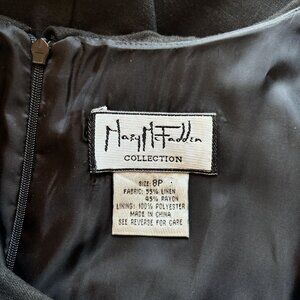 Mary McFadden
COLLECTION
SIZE: 8P
FABRIC: 55% LINEN
45% RAYON
LINING: 100% POLYESTER
MADE IN CHINA
SEE REVERSE FOR CARE